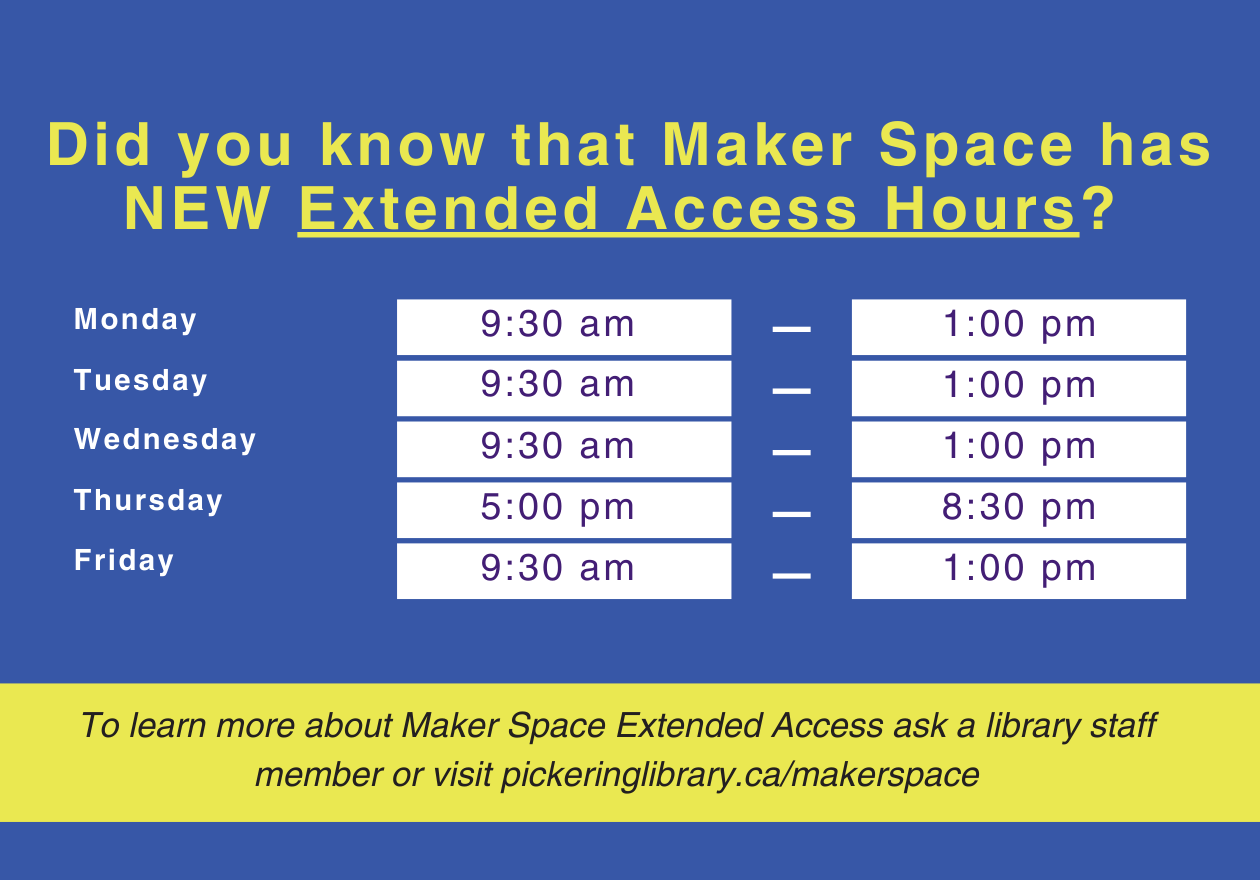 Did you know that Maker Space has
NEW Extended Access Hours?
Monday 9:30 am — 1:00 pm
Tuesday 9:30 am — 1:00 pm
Wednesday 9:30 am — 1:00 pm
Thursday 5:00 pm — 8:30 pm
Friday 9:30 am — 1:00 pm
To learn more about Maker Space Extended Access ask a library staff
member or visit pickeringlibrary.ca/makerspace